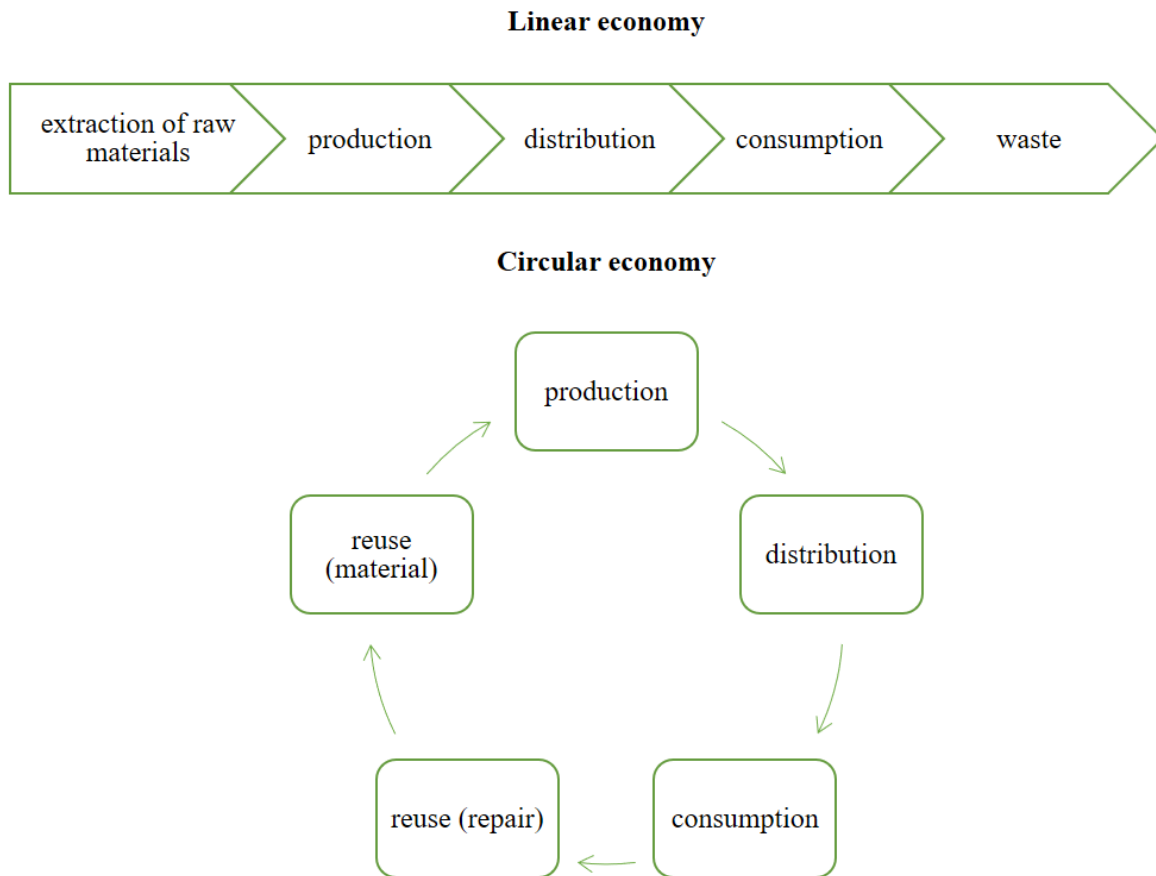 Linear economy
extraction of raw
materials
production
distribution
consumption
waste
Circular economy
production
distribution
consumption
reuse (repair)
reuse
(material)